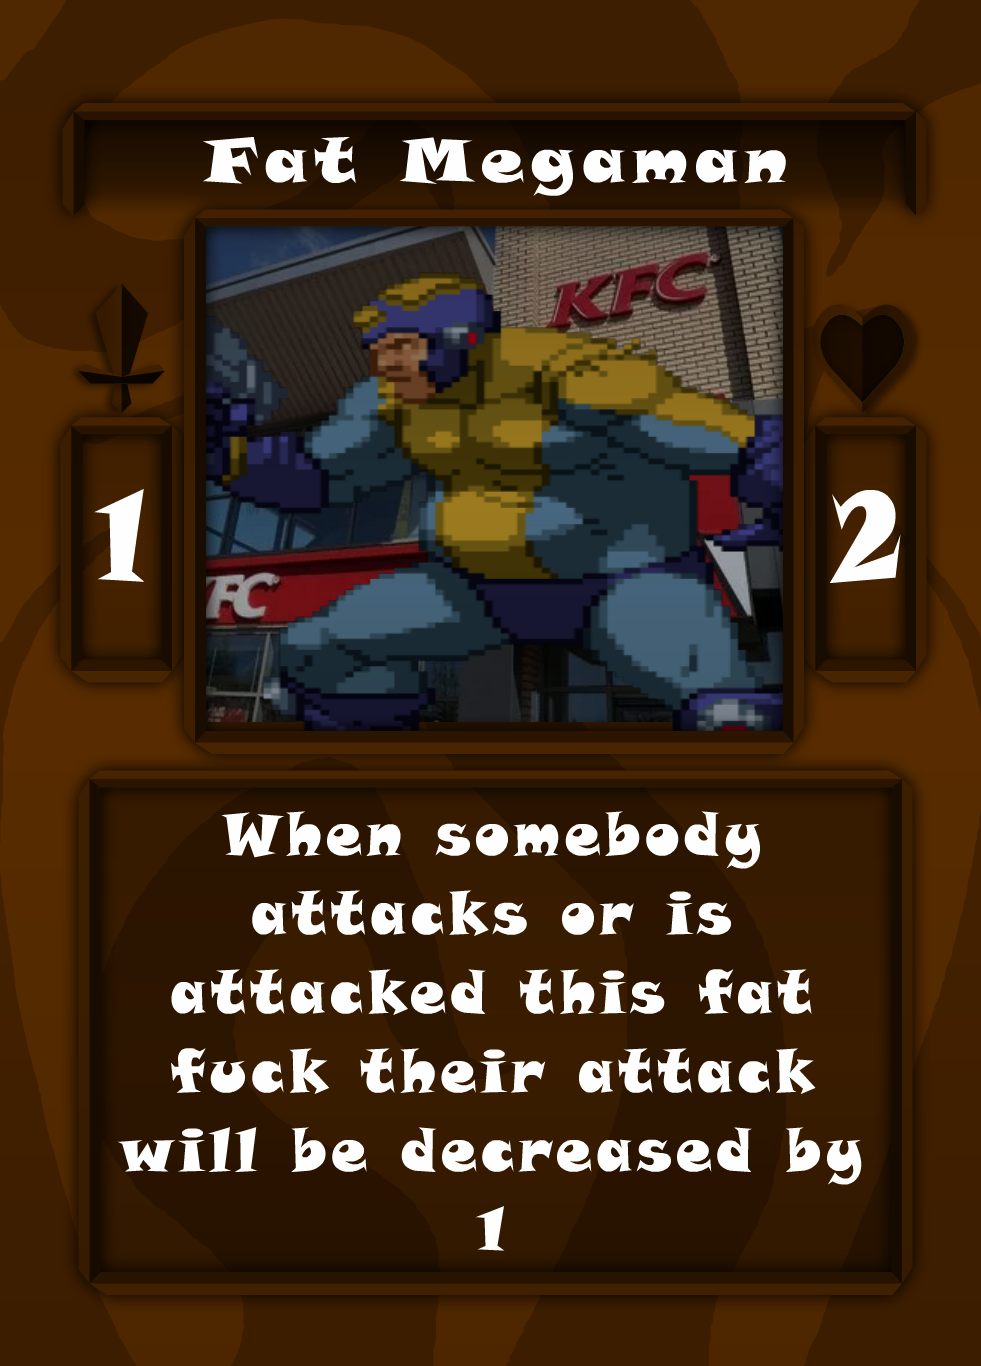 Fat Megaman
KFC
1
2
FC
When somebody
attacks or is
attacked this fat
fuck their attack
will be decreased by
1